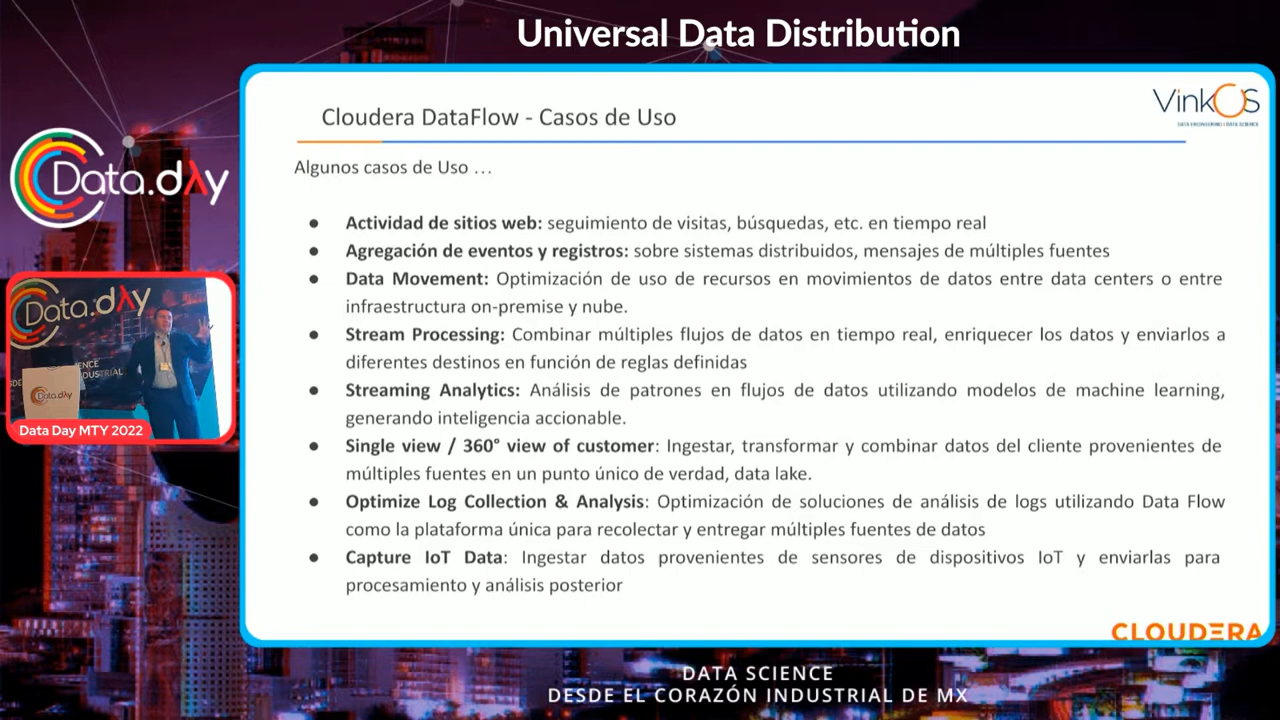 Universal Data Distribution
Cloudera DataFlow - Casos de Uso
VinkOS
DATA ENGINEERING | DATA SCIENCE
Algunos casos de Uso ...
● Actividad de sitios web: seguimiento de visitas, búsquedas, etc. en tiempo real
● Agregación de eventos y registros: sobre sistemas distribuidos, mensajes de múltiples fuentes
● Data Movement: Optimización de uso de recursos en movimientos de datos entre data centers o entre
infraestructura on-premise y nube.
● Stream Processing: Combinar múltiples flujos de datos en tiempo real, enriquecer los datos y enviarlos a
diferentes destinos en función de reglas definidas
● Streaming Analytics: Análisis de patrones en flujos de datos utilizando modelos de machine learning,
generando inteligencia accionable.
● Single view / 360° view of customer: Ingestar, transformar y combinar datos del cliente provenientes de
múltiples fuentes en un punto único de verdad, data lake.
● Optimize Log Collection & Analysis: Optimización de soluciones de análisis de logs utilizando Data Flow
como la plataforma única para recolectar y entregar múltiples fuentes de datos
● Capture IoT Data: Ingestar datos provenientes de sensores de dispositivos IoT y enviarlas para
procesamiento y análisis posterior
CLOUDERA
Data.day
Data.day
ENCE
INDUSTRIAL
Data.day
Data Day MTY 2022
DATA SCIENCE
DESDE EL CORAZÓN INDUSTRIAL DE MX